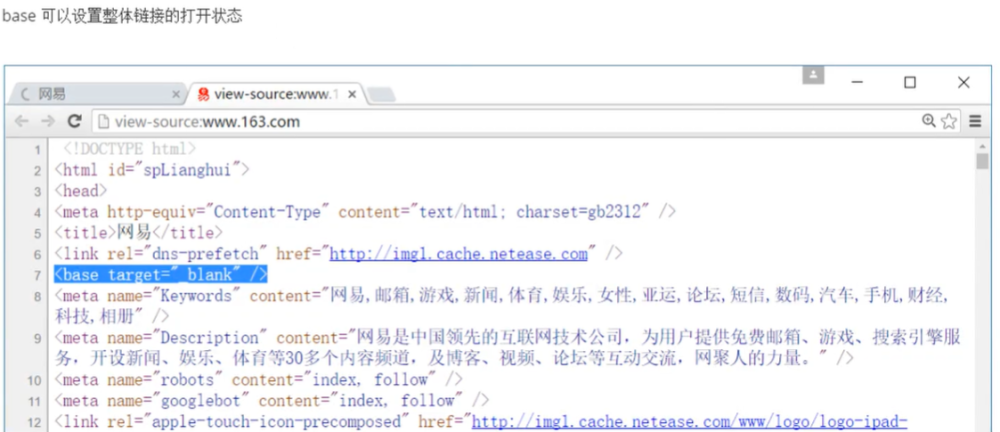 base 可以设置整体链接的打开状态
网易
view-source:www.1
view-source:www.163.com
1 <!DOCTYPE html>
2 <html id="spLianghui">
3 <head>
4 <meta http-equiv="Content-Type" content="text/html; charset=gb2312" />
5 <title>网易</title>
6 <link rel="dns-prefetch" href="http://img1.cache.netease.com" />
7 <base target="_blank" />
8 <meta name="Keywords" content="网易,邮箱,游戏,新闻,体育,娱乐,女性,亚运,论坛,短信,数码,汽车,手机,财经,
科技,相册" />
9 <meta name="Description" content="网易是中国领先的互联网技术公司，为用户提供免费邮箱、游戏、搜索引擎服
务，开设新闻、娱乐、体育等30多个内容频道，及博客、视频、论坛等互动交流，网聚人的力量。" />
10 <meta name="robots" content="index, follow" />
11 <meta name="googlebot" content="index, follow" />
12 <link rel="apple-touch-icon-precomposed" href="http://img1.cache.netease.com/www/logo/logo-ipad-